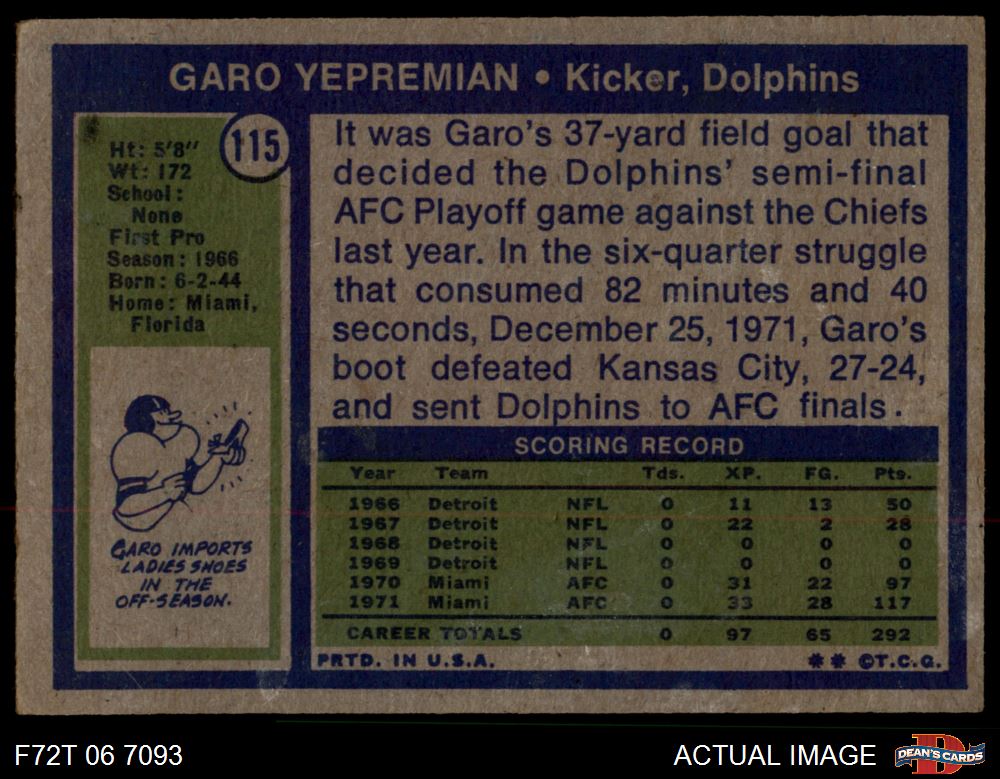 GARO YEPREMIAN • Kicker, Dolphins
115
Ht: 5'8"
Wt: 172
School:
None
First Pro
Season: 1966
Born: 6-2-44
Home: Miami,
Florida
GARO IMPORTS
LADIES SHOES
IN THE
OFF-SEASON.
It was Garo's 37-yard field goal that
decided the Dolphins' semi-final
AFC Playoff game against the Chiefs
last year. In the six-quarter struggle
that consumed 82 minutes and 40
seconds, December 25, 1971, Garo's
boot defeated Kansas City, 27-24,
and sent Dolphins to AFC finals.
SCORING RECORD
Year Team Tds. XP. FG. Pts.
1966 Detroit NFL 0 11 13 50
1967 Detroit NFL 0 22 2 28
1968 Detroit NFL 0 0 0 0
1969 Detroit NFL 0 0 0 0
1970 Miami AFC 0 31 22 97
1971 Miami AFC 0 33 28 117
CAREER TOTALS 0 97 65 292
PRTD. IN U.S.A. ** ©T.C.G.
F72T 06 7093
ACTUAL IMAGE
DEAN'S CARDS